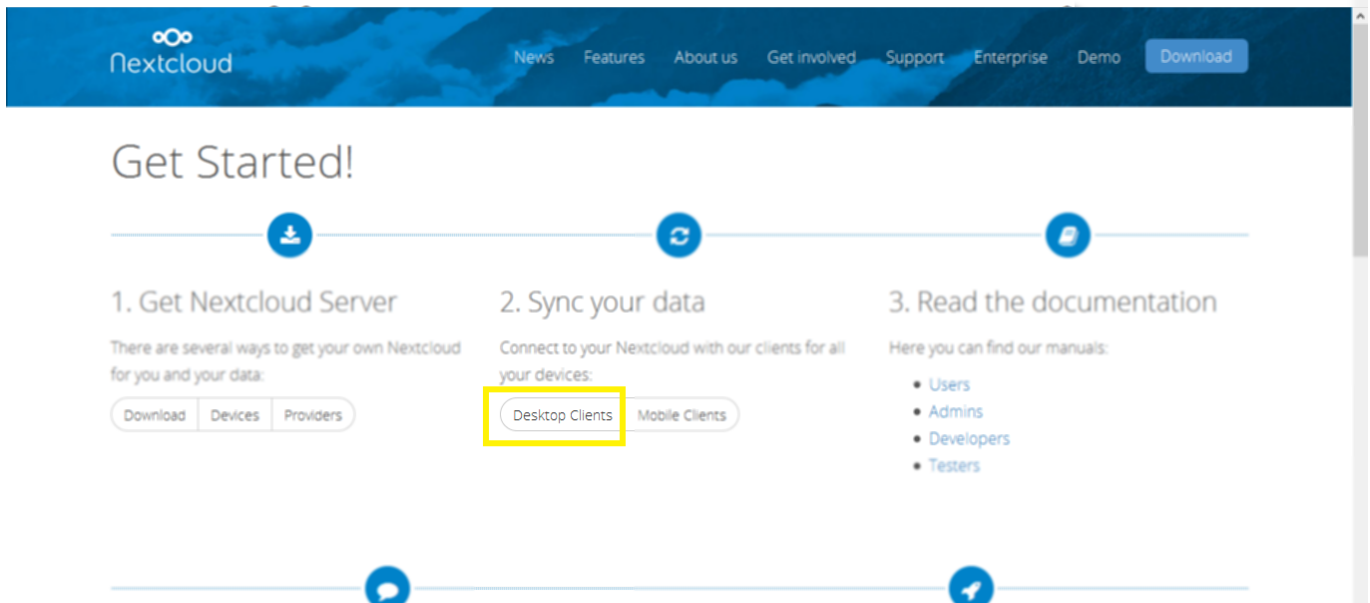 Nextcloud
News Features About us Get involved Support Enterprise Demo Download
Get Started!
1. Get Nextcloud Server
There are several ways to get your own Nextcloud
for you and your data:
Download Devices Providers
2. Sync your data
Connect to your Nextcloud with our clients for all
your devices:
Desktop Clients Mobile Clients
3. Read the documentation
Here you can find our manuals:
Users
Admins
Developers
Testers